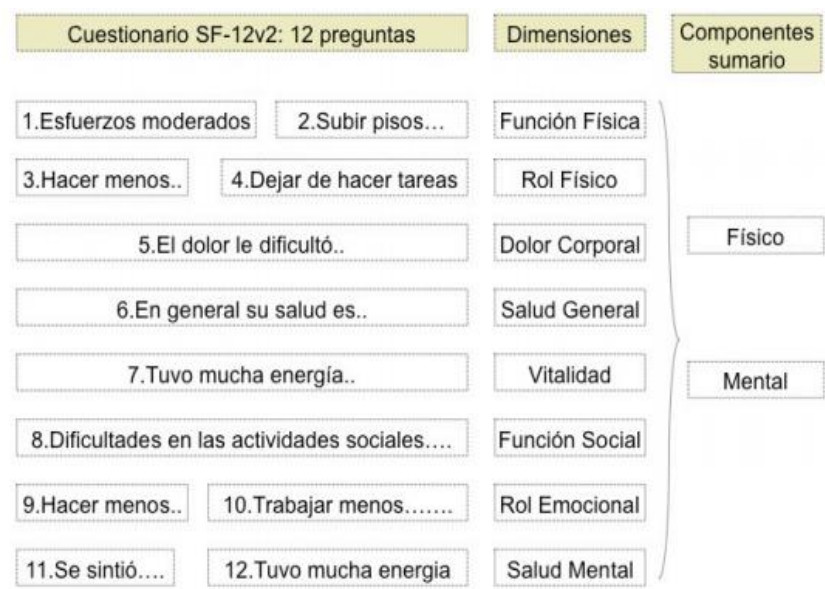 Cuestionario SF-12v2: 12 preguntas
Dimensiones
Componentes
sumario
1.Esfuerzos moderados
2.Subir pisos…
Función Física
3.Hacer menos..
4.Dejar de hacer tareas
Rol Físico
5.El dolor le dificultó..
Dolor Corporal
Físico
6.En general su salud es..
Salud General
7.Tuvo mucha energía..
Vitalidad
Mental
8.Dificultades en las actividades sociales….
Función Social
9.Hacer menos..
10.Trabajar menos…….
Rol Emocional
11.Se sintió….
12.Tuvo mucha energia
Salud Mental